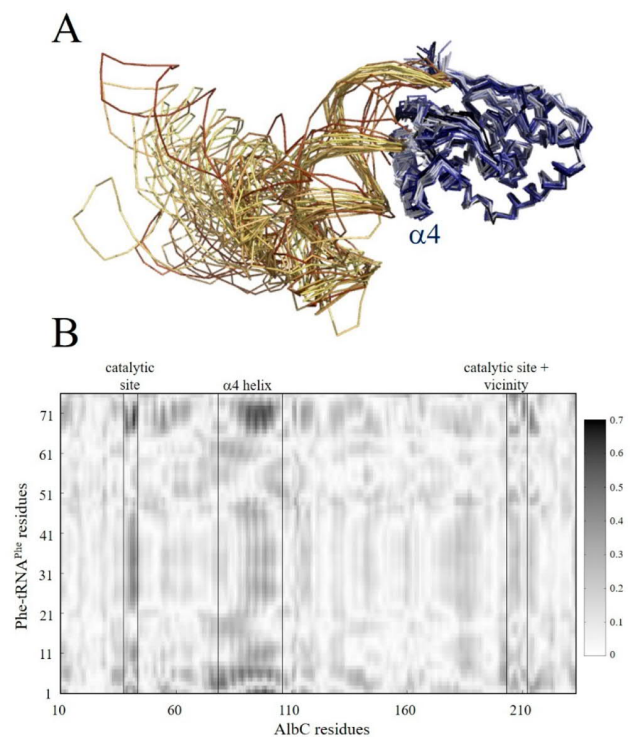 A
α4
B
catalytic
site
α4 helix
catalytic site +
vicinity
71
61
51
41
31
21
11
1
Phe-tRNAPhe residues
10
60
110
160
210
AlbC residues
0.7
0.6
0.5
0.4
0.3
0.2
0.1
0